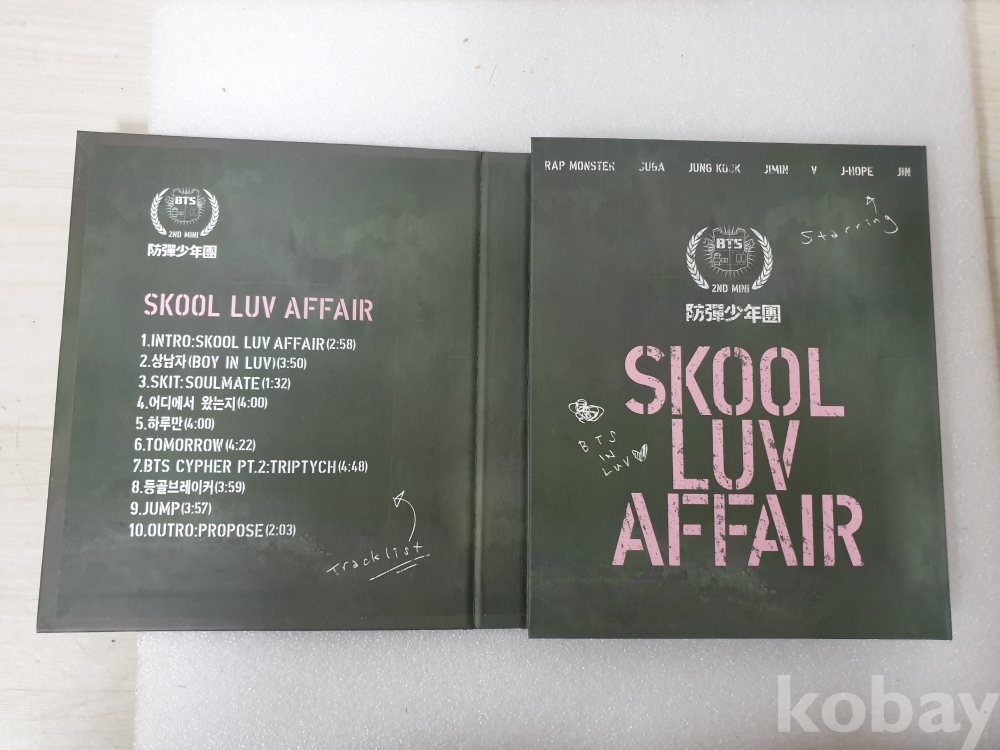 BTS
2ND MINI
防彈少年團
SKOOL LUV AFFAIR
1.INTRO:SKOOL LUV AFFAIR(2:58)
2.상남자(BOY IN LUV)(3:50)
3.SKIT:SOULMATE(1:32)
4.어디에서 왔는지(4:00)
5.하루만(4:00)
6.TOMORROW(4:22)
7.BTS CYPHER PT.2:TRIPTYCH(4:48)
8.등골브레이커(3:59)
9.JUMP(3:57)
10.OUTRO:PROPOSE(2:03)
Tracklist
RAP MONSTER SUGA JUNG KOOK JIMIN V J-HOPE JIN
Starring
BTS
2ND MINI
防彈少年團
SKOOL
LUV
AFFAIR
BTS
IN
LUV
kobay